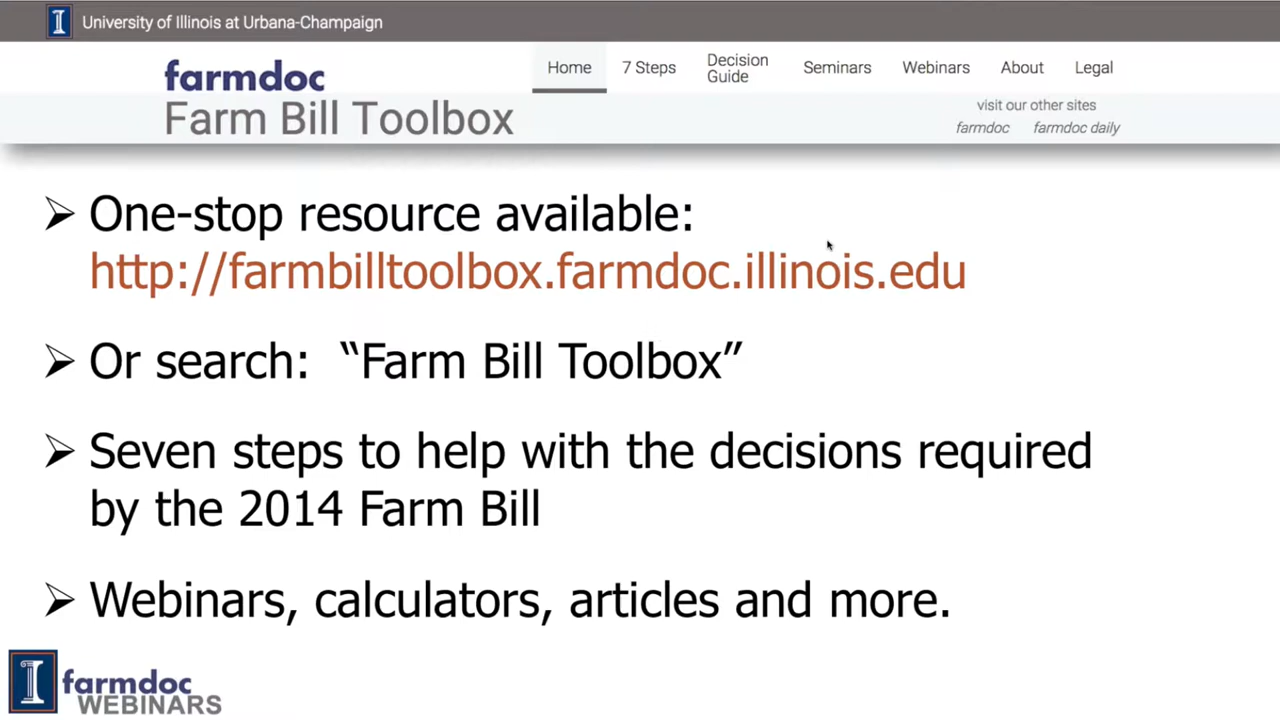 University of Illinois at Urbana-Champaign
farmdoc
Farm Bill Toolbox
Home
7 Steps
Decision
Guide
Seminars
Webinars
About
Legal
visit our other sites
farmdoc farmdoc daily
One-stop resource available:
http://farmbilltoolbox.farmdoc.illinois.edu
Or search: “Farm Bill Toolbox”
Seven steps to help with the decisions required
by the 2014 Farm Bill
Webinars, calculators, articles and more.
farmdoc
WEBINARS